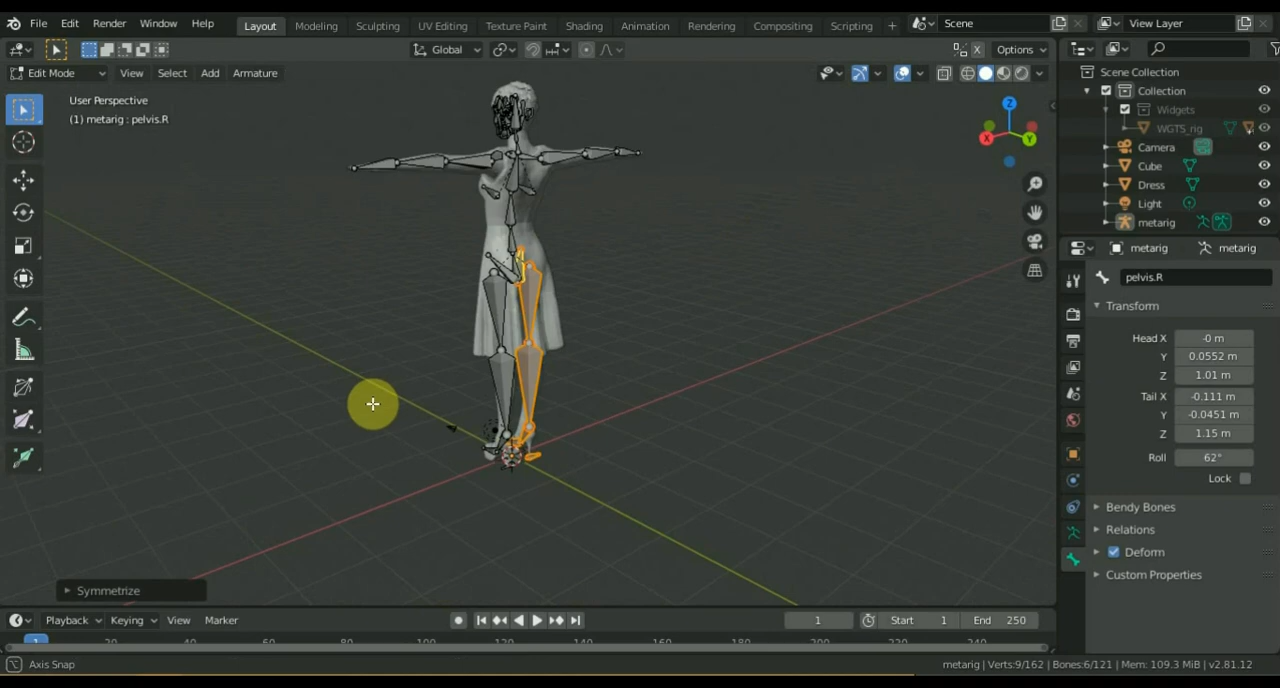 File Edit Render Window Help Layout Modeling Sculpting UV Editing Texture Paint Shading Animation Rendering Compositing Scripting + Scene View Layer
Global Options
Edit Mode View Select Add Armature
User Perspective
(1) metarig : pelvis.R
X Y Z
Scene Collection
Collection
Widgets
WGTS_rig
Camera
Cube
Dress
Light
metarig
metarig metarig
pelvis.R
Transform
Head X -0 m
Y 0.0552 m
Z 1.01 m
Tail X -0.111 m
Y -0.0451 m
Z 1.15 m
Roll 62°
Lock
Bendy Bones
Relations
Deform
Custom Properties
Symmetrize
Playback Keying View Marker 1 Start 1 End 250
1 20 40 60 80 100 120 140 160 180 200 220 240
Axis Snap metarig | Verts:9/162 | Bones:6/121 | Mem: 109.3 MiB | v2.81.12